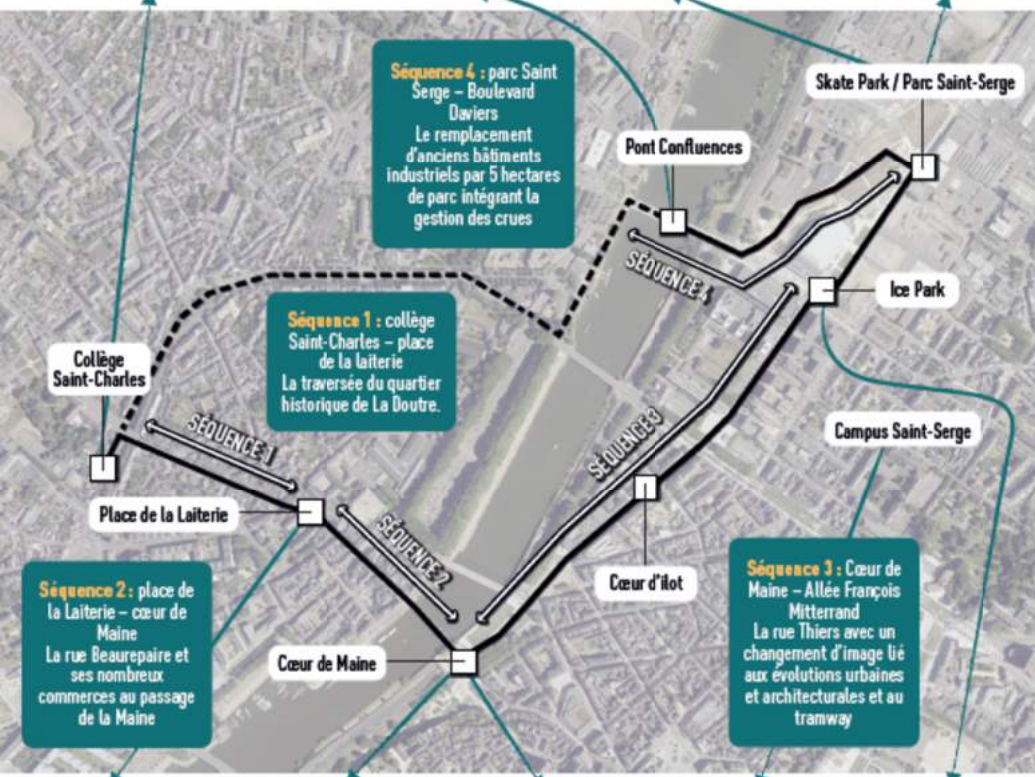 Séquence 4 : parc Saint
Serge – Boulevard
Daviers
Le remplacement
d'anciens bâtiments
industriels par 5 hectares
de parc intégrant la
gestion des crues
Skate Park / Parc Saint-Serge
Pont Confluences
SÉQUENCE 4
Ice Park
Séquence 1 : collège
Saint-Charles – place
de la laiterie
La traversée du quartier
historique de La Doutre.
Collège
Saint-Charles
SÉQUENCE 1
SÉQUENCE 3
Campus Saint-Serge
Place de la Laiterie
SÉQUENCE 2
Cœur d'ilot
Séquence 2 : place de
la Laiterie – cœur de
Maine
La rue Beaurepaire et
ses nombreux
commerces au passage
de la Maine
Cœur de Maine
Séquence 3 : Cœur de
Maine – Allée François
Mitterrand
La rue Thiers avec un
changement d'image lié
aux évolutions urbaines
et architecturales et au
tramway